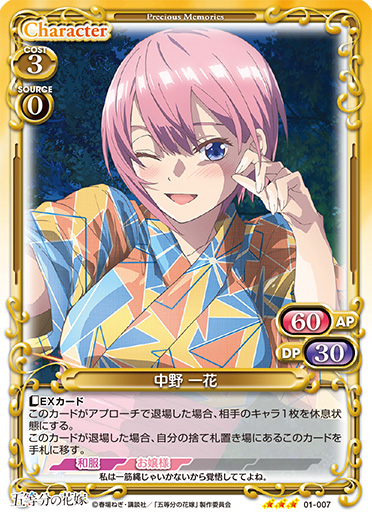 Precious Memories
Character
COST
3
SOURCE
0
60 AP
DP 30
中野 一花
EXカード
このカードがアプローチで退場した場合、相手のキャラ1枚を休息状
態にする。
このカードが退場した場合、自分の捨て札置き場にあるこのカードを
手札に移す。
和服 お嬢様
私は一筋縄じゃいかないから覚悟しててよね。
五等分の花嫁
©春場ねぎ・講談社/「五等分の花嫁」製作委員会
01-007